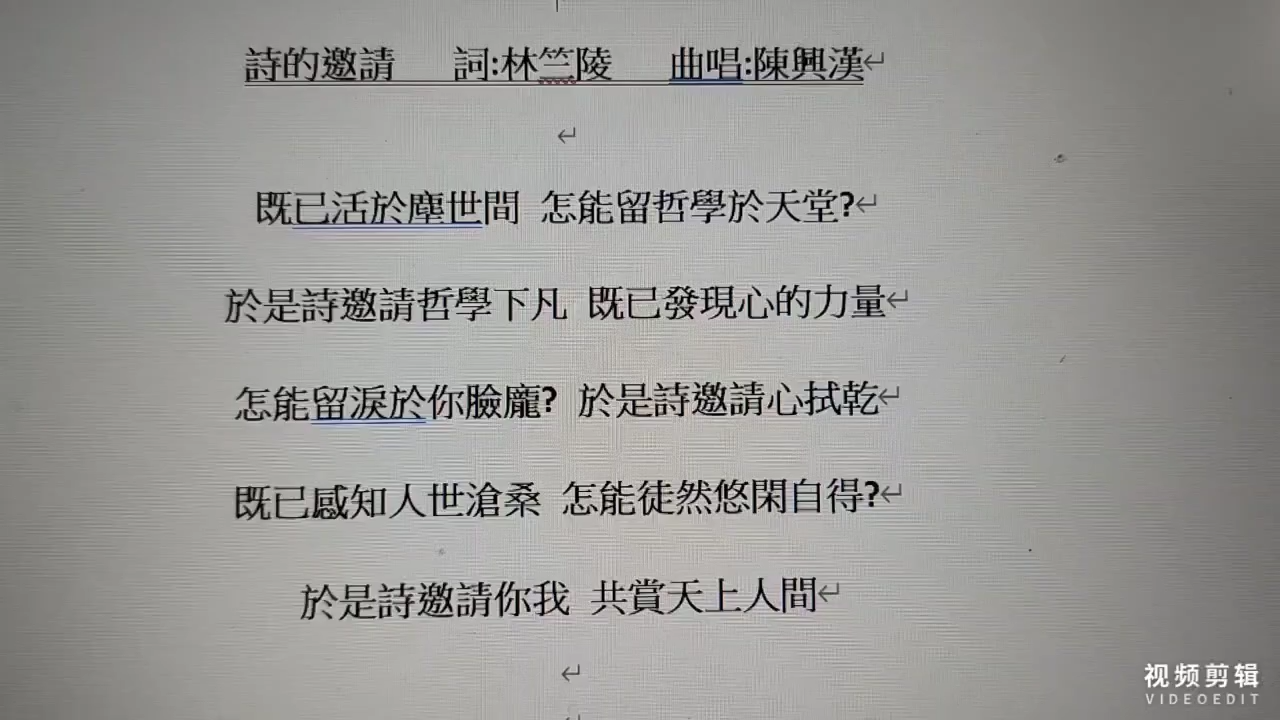 詩的邀請 詞:林竺陵 曲唱:陳興漢
既已活於塵世間 怎能留哲學於天堂?
於是詩邀請哲學下凡 既已發現心的力量
怎能留淚於你臉龐? 於是詩邀請心拭乾
既已感知人世滄桑 怎能徒然悠閑自得?
於是詩邀請你我 共賞天上人間
视频剪辑
VIDEOEDIT